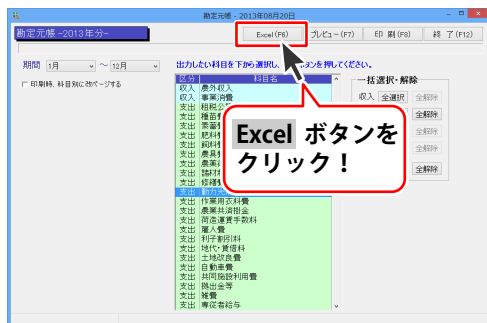 勘定元帳 - 2013年08月20日
勘定元帳 −2013年分−
Excel(F6)
プレビュー(F7)
印 刷(F8)
終 了(F12)
期間
1月
～
12月
印刷時、科目別に改ページする
出力したい科目を下から選択し、
ボタンを押してください。
区分 科目名
収入 農外収入
収入 事業消費
支出 租税公
支出 種苗
支出 素畜
支出 肥料
支出 飼料
支出 農具
支出 農薬
支出 諸材
支出 修繕
支出 動力光
支出 作業用衣料費
支出 農業共済掛金
支出 荷造運賃手数料
支出 雇人費
支出 利子割引料
支出 地代・賃借料
支出 土地改良費
支出 自動車費
支出 共同施設利用費
支出 拠出金等
支出 雑費
支出 専従者給与
一括選択・解除
収入 全選択 全解除
全解除
全解除
全解除
全解除
Excel ボタンを
クリック！